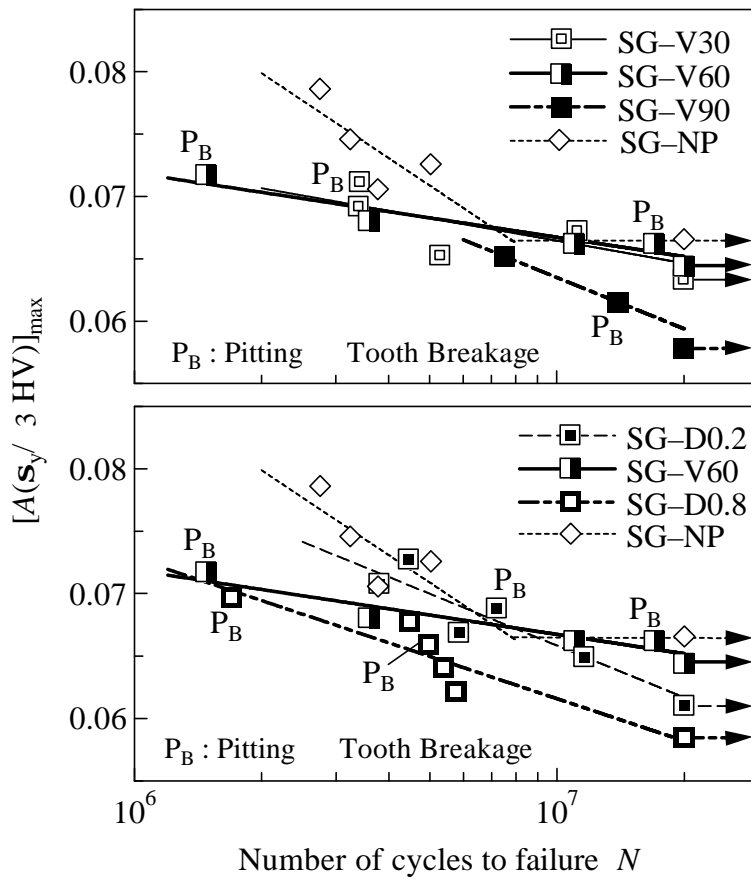 [A(s_y/ 3 HV)]_max
0.08
0.07
0.06
SG–V30
SG–V60
SG–V90
SG–NP
P_B
P_B
P_B
P_B
P_B : Pitting Tooth Breakage
0.08
0.07
0.06
SG–D0.2
SG–V60
SG–D0.8
SG–NP
P_B
P_B
P_B
P_B
P_B
P_B : Pitting Tooth Breakage
10^6
10^7
Number of cycles to failure N